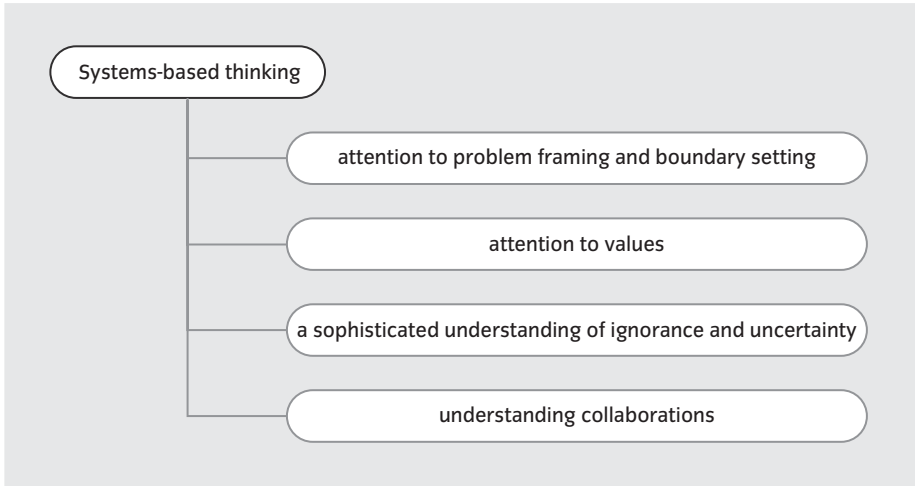 Systems-based thinking
attention to problem framing and boundary setting
attention to values
a sophisticated understanding of ignorance and uncertainty
understanding collaborations